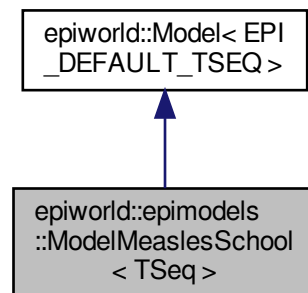 epiworld::Model< EPI
_DEFAULT_TSEQ >
epiworld::epimodels
::ModelMeaslesSchool
< TSeq >